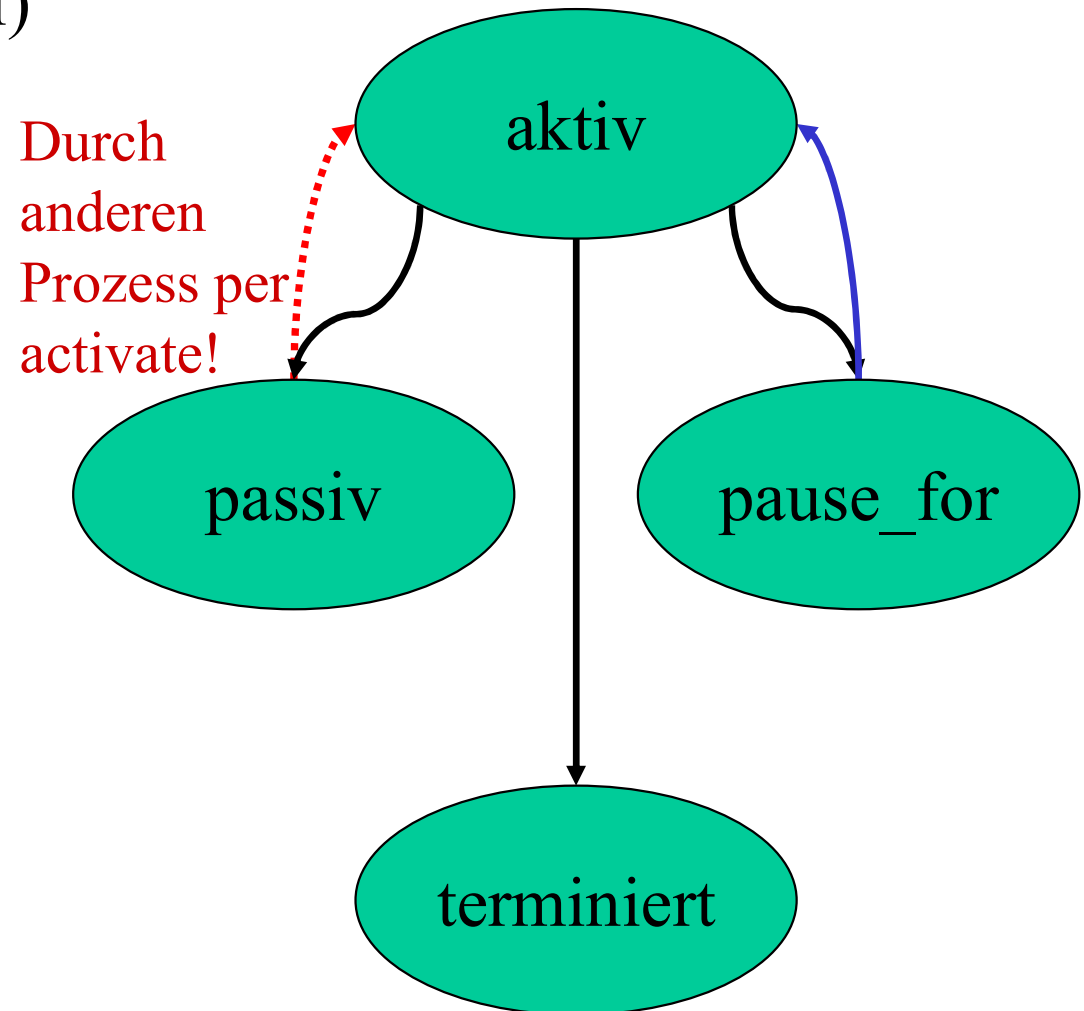 aktiv
Durch
anderen
Prozess per
activate!
passiv
pause_for
terminiert